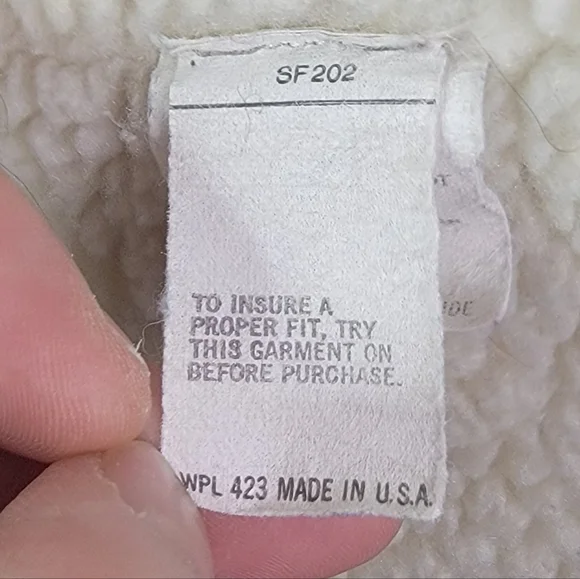 SF202
TO INSURE A
PROPER FIT, TRY
THIS GARMENT ON
BEFORE PURCHASE.
WPL 423 MADE IN U.S.A.